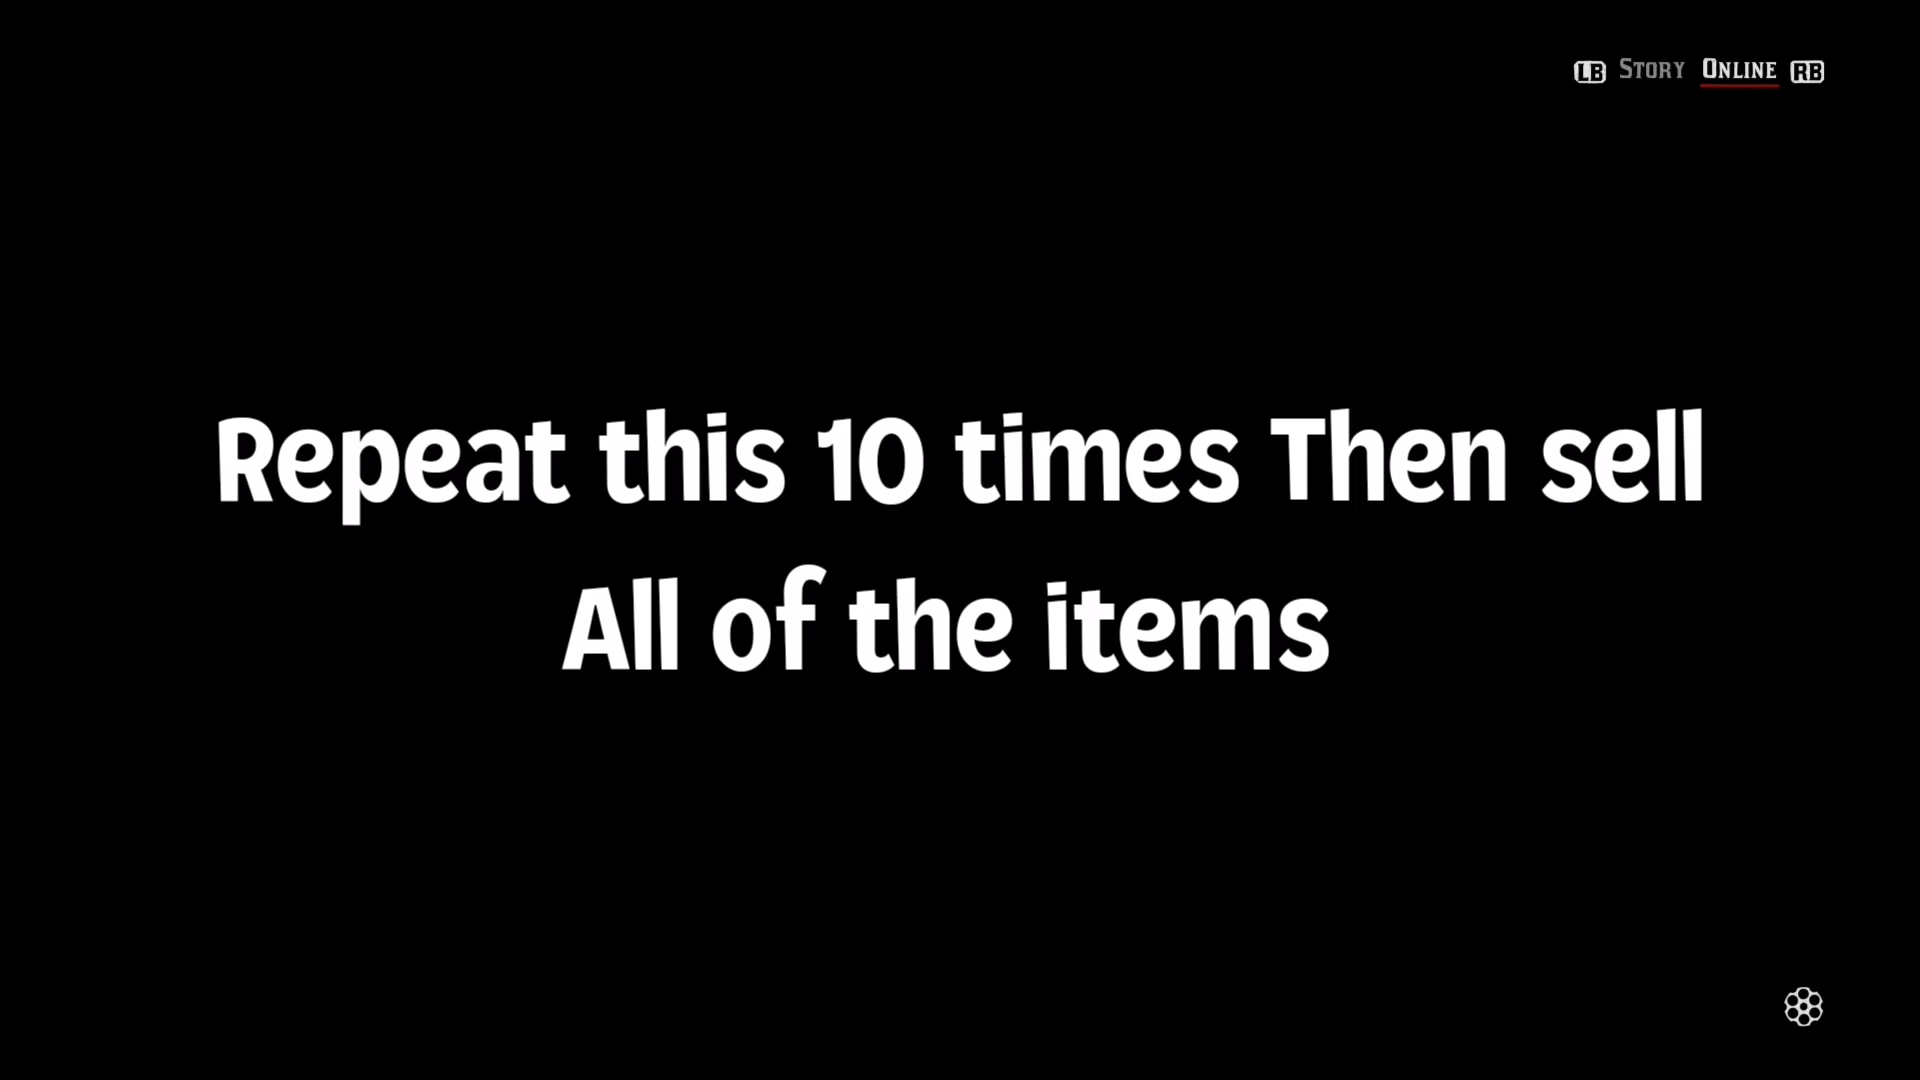 LB Story Online RB
Repeat this 10 times Then sell
All of the items